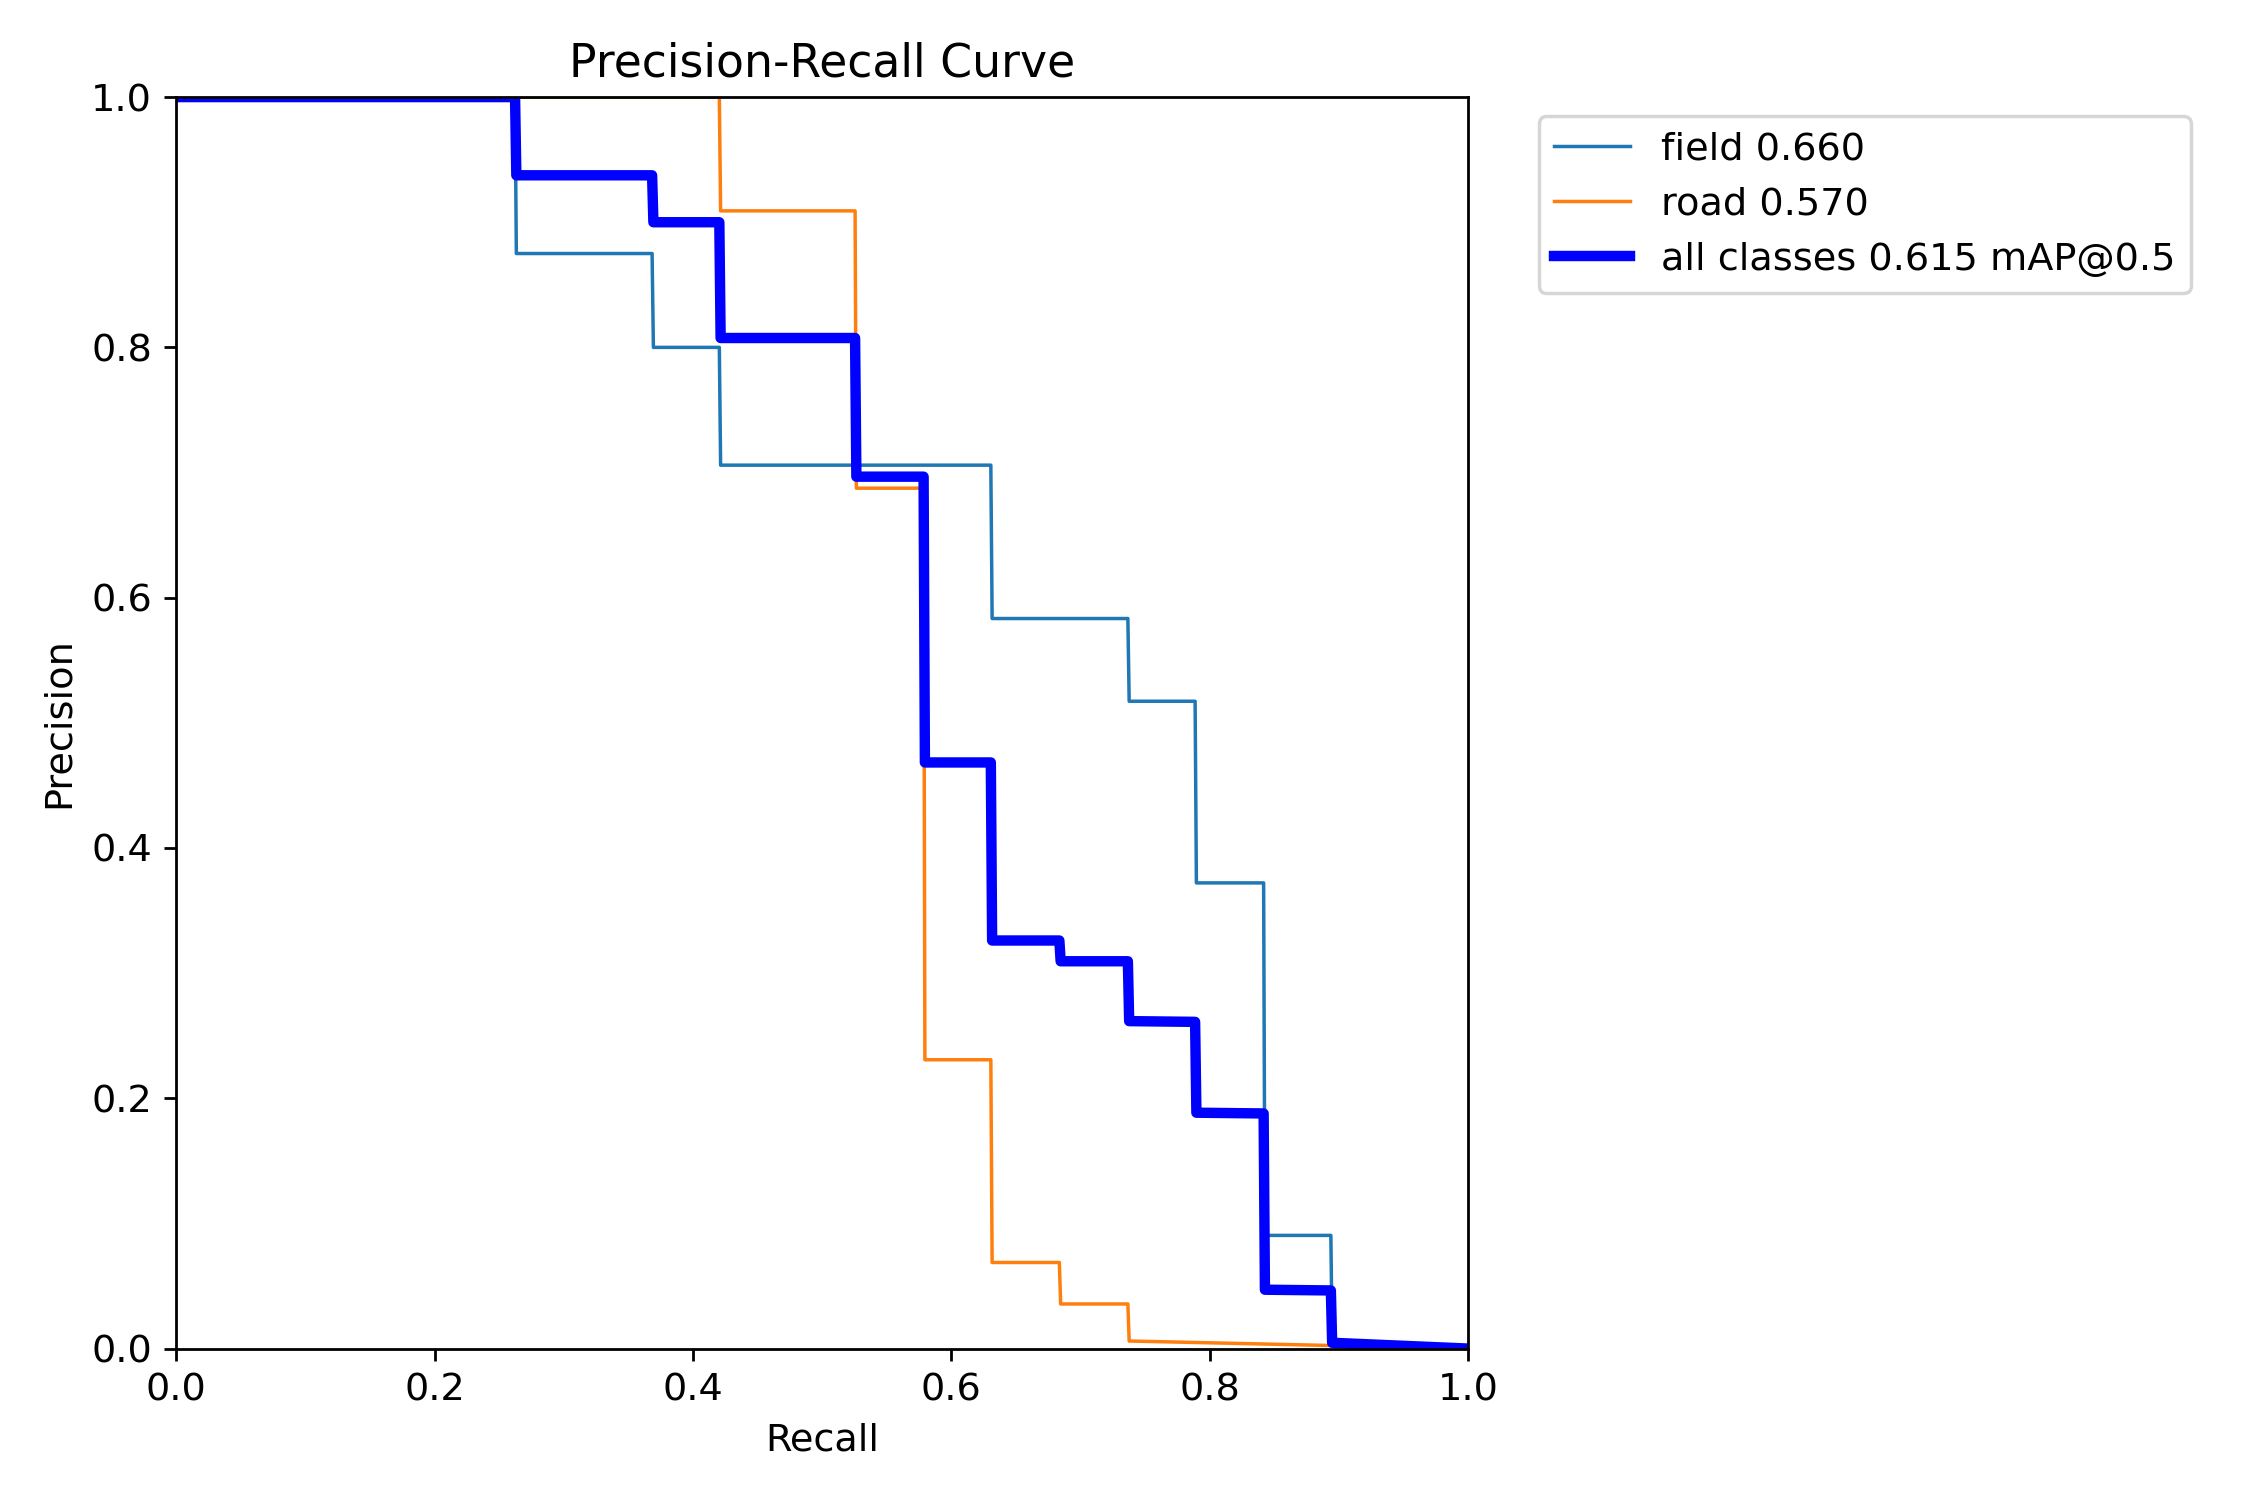 Precision-Recall Curve
1.0
0.8
0.6
0.4
0.2
0.0
Precision
0.0 0.2 0.4 0.6 0.8 1.0
Recall
field 0.660
road 0.570
all classes 0.615 mAP@0.5